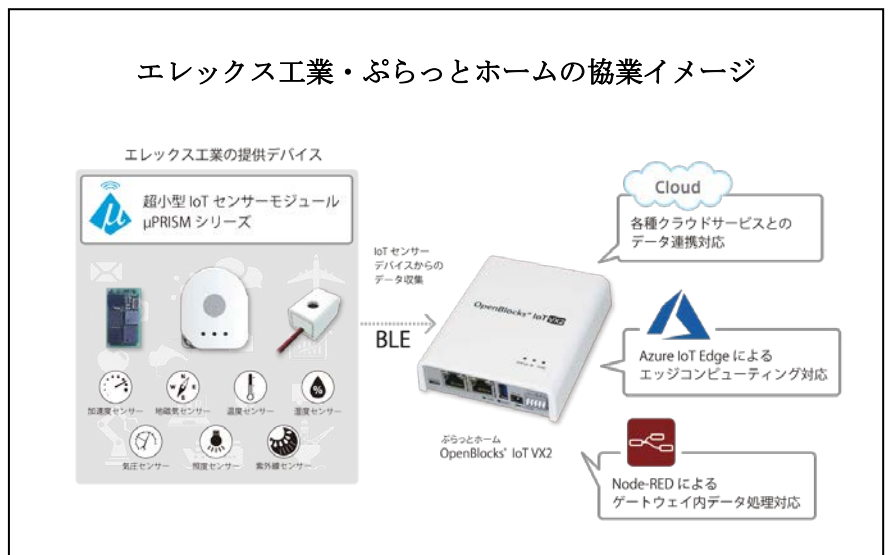 エレックス工業・ぷらっとホームの協業イメージ
エレックス工業の提供デバイス
μ
超小型 IoT センサーモジュール
μPRISM シリーズ
加速度センサー
地磁気センサー
温度センサー
湿度センサー
%
気圧センサー
照度センサー
紫外線センサー
IoT センサー
デバイスからの
データ収集
BLE
OpenBlocks® IoT VX2
ぷらっとホーム
OpenBlocks® IoT VX2
Cloud
各種クラウドサービスとの
データ連携対応
Azure IoT Edge による
エッジコンピューティング対応
Node-RED による
ゲートウェイ内データ処理対応